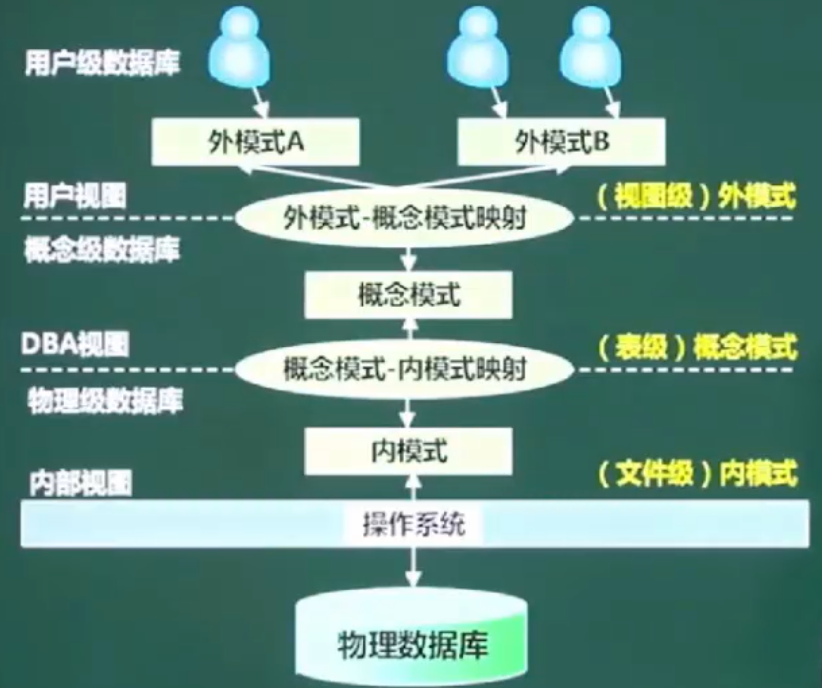 用户级数据库
外模式A
外模式B
用户视图
外模式-概念模式映射
（视图级）外模式
概念级数据库
概念模式
DBA视图
概念模式-内模式映射
（表级）概念模式
物理级数据库
内模式
内部视图
（文件级）内模式
操作系统
物理数据库